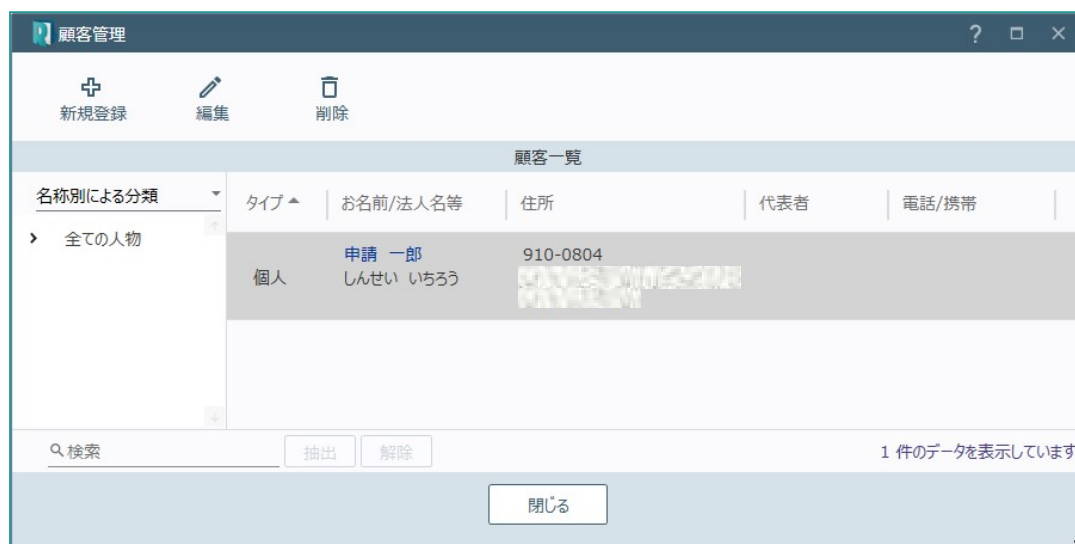 顧客管理
新規登録 編集 削除
顧客一覧
名称別による分類
タイプ お名前/法人名等 住所 代表者 電話/携帯
全ての人物
個人
申請 一郎
しんせい いちろう
910-0804
検索 抽出 解除 1 件のデータを表示しています
閉じる